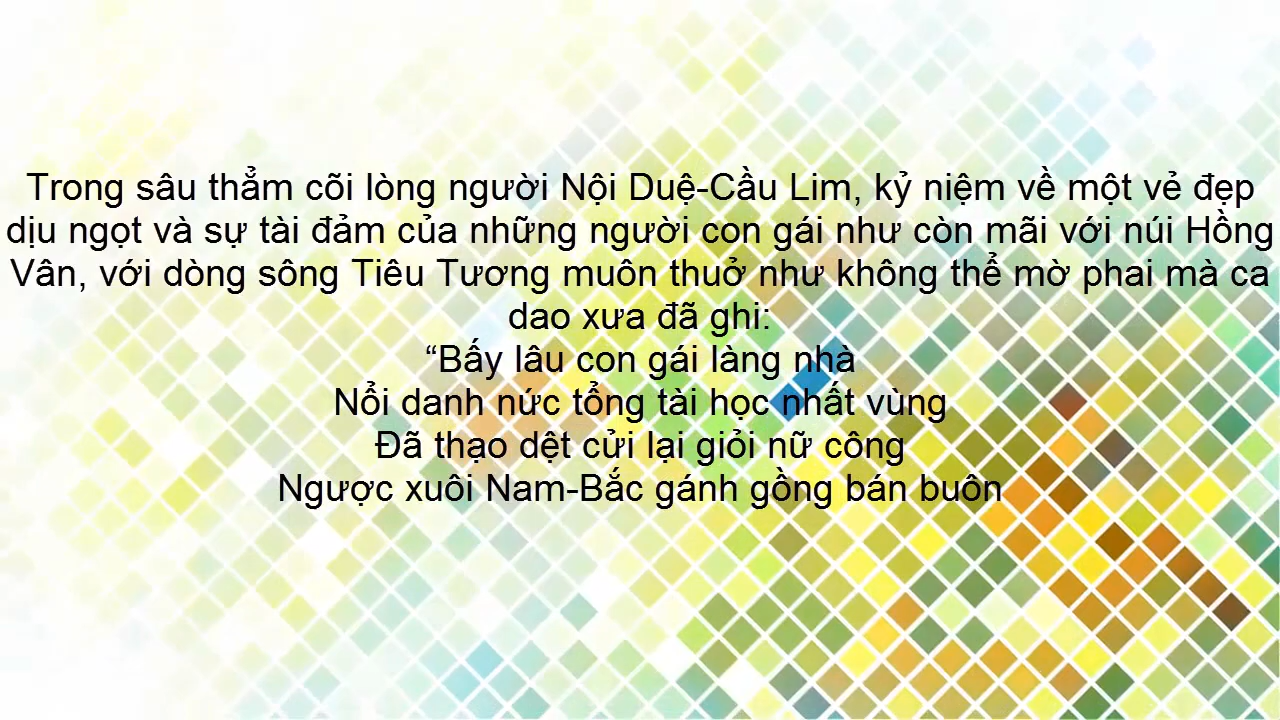 Trong sâu thẳm cõi lòng người Nội Duệ-Cầu Lim, kỷ niệm về một vẻ đẹp
dịu ngọt và sự tài đảm của những người con gái như còn mãi với núi Hồng
Vân, với dòng sông Tiêu Tương muôn thuở như không thể mờ phai mà ca
dao xưa đã ghi:
“Bấy lâu con gái làng nhà
Nổi danh nức tổng tài học nhất vùng
Đã thạo dệt cửi lại giỏi nữ công
Ngược xuôi Nam-Bắc gánh gồng bán buôn